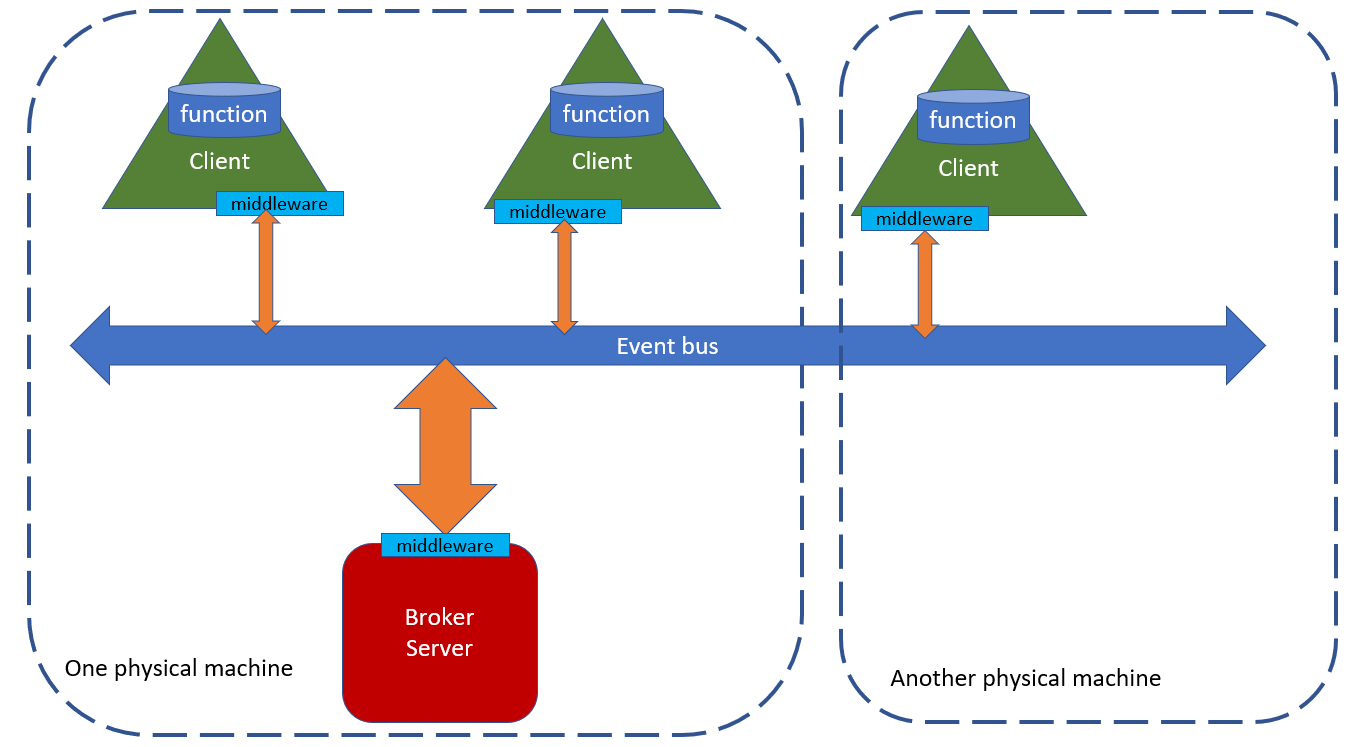 function
Client
middleware
function
Client
middleware
function
Client
middleware
Event bus
middleware
Broker
Server
One physical machine
Another physical machine